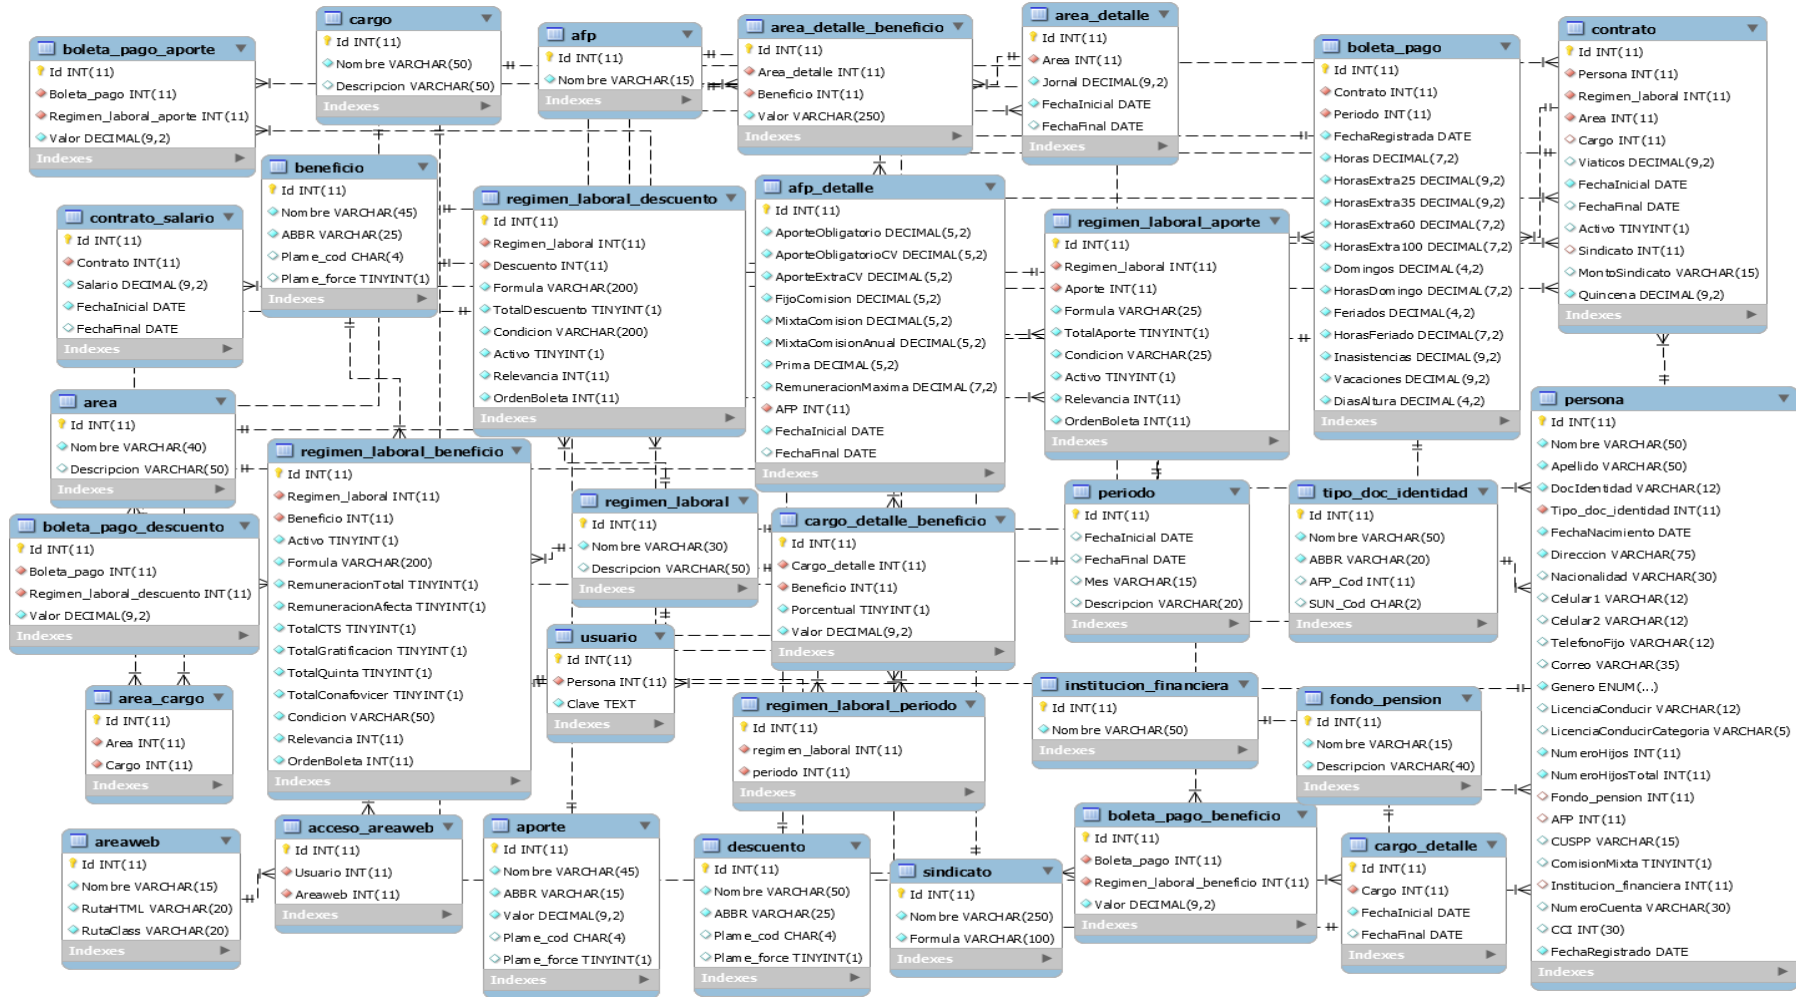 boleta_pago_aporte
Id INT(11)
Boleta_pago INT(11)
Regimen_laboral_aporte INT(11)
Valor DECIMAL(9,2)
Indexes
cargo
Id INT(11)
Nombre VARCHAR(50)
Descripcion VARCHAR(50)
Indexes
afp
Id INT(11)
Nombre VARCHAR(15)
Indexes
area_detalle_beneficio
Id INT(11)
Area_detalle INT(11)
Beneficio INT(11)
Valor VARCHAR(250)
Indexes
area_detalle
Id INT(11)
Area INT(11)
Jornal DECIMAL(9,2)
FechaInicial DATE
FechaFinal DATE
Indexes
boleta_pago
Id INT(11)
Contrato INT(11)
Periodo INT(11)
FechaRegistrada DATE
Horas DECIMAL(7,2)
HorasExtra25 DECIMAL(9,2)
HorasExtra35 DECIMAL(9,2)
HorasExtra60 DECIMAL(7,2)
HorasExtra100 DECIMAL(7,2)
Domingos DECIMAL(4,2)
HorasDomingo DECIMAL(7,2)
Feriados DECIMAL(4,2)
HorasFeriado DECIMAL(7,2)
Inasistencias DECIMAL(9,2)
Vacaciones DECIMAL(9,2)
DiasAltura DECIMAL(4,2)
Indexes
contrato
Id INT(11)
Persona INT(11)
Regimen_laboral INT(11)
Area INT(11)
Cargo INT(11)
Viaticos DECIMAL(9,2)
FechaInicial DATE
FechaFinal DATE
Activo TINYINT(1)
Sindicato INT(11)
MontoSindicato VARCHAR(15)
Quincena DECIMAL(9,2)
Indexes
beneficio
Id INT(11)
Nombre VARCHAR(45)
ABBR VARCHAR(25)
Plame_cod CHAR(4)
Plame_force TINYINT(1)
Indexes
contrato_salario
Id INT(11)
Contrato INT(11)
Salario DECIMAL(9,2)
FechaInicial DATE
FechaFinal DATE
Indexes
regimen_laboral_descuento
Id INT(11)
Regimen_laboral INT(11)
Descuento INT(11)
Formula VARCHAR(200)
TotalDescuento TINYINT(1)
Condicion VARCHAR(200)
Activo TINYINT(1)
Relevancia INT(11)
OrdenBoleta INT(11)
Indexes
afp_detalle
Id INT(11)
AporteObligatorio DECIMAL(5,2)
AporteObligatorioCV DECIMAL(5,2)
AporteExtraCV DECIMAL(5,2)
FijoComision DECIMAL(5,2)
MixtaComision DECIMAL(5,2)
MixtaComisionAnual DECIMAL(5,2)
Prima DECIMAL(5,2)
RemuneracionMaxima DECIMAL(7,2)
AFP INT(11)
FechaInicial DATE
FechaFinal DATE
Indexes
regimen_laboral_aporte
Id INT(11)
Regimen_laboral INT(11)
Aporte INT(11)
Formula VARCHAR(25)
TotalAporte TINYINT(1)
Condicion VARCHAR(25)
Activo TINYINT(1)
Relevancia INT(11)
OrdenBoleta INT(11)
Indexes
area
Id INT(11)
Nombre VARCHAR(40)
Descripcion VARCHAR(50)
Indexes
persona
Id INT(11)
Nombre VARCHAR(50)
Apellido VARCHAR(50)
DocIdentidad VARCHAR(12)
Tipo_doc_identidad INT(11)
FechaNacimiento DATE
Direccion VARCHAR(75)
Nacionalidad VARCHAR(30)
Celular1 VARCHAR(12)
Celular2 VARCHAR(12)
TelefonoFijo VARCHAR(12)
Correo VARCHAR(35)
Genero ENUM(...)
LicenciaConducir VARCHAR(12)
LicenciaConducirCategoria VARCHAR(5)
NumeroHijos INT(11)
NumeroHijosTotal INT(11)
Fondo_pension INT(11)
AFP INT(11)
CUSPP VARCHAR(15)
ComisionMixta TINYINT(1)
Institucion_financiera INT(11)
NumeroCuenta VARCHAR(30)
CCI INT(30)
FechaRegistrado DATE
Indexes
regimen_laboral_beneficio
Id INT(11)
Regimen_laboral INT(11)
Beneficio INT(11)
Activo TINYINT(1)
Formula VARCHAR(200)
RemuneracionTotal TINYINT(1)
RemuneracionAfecta TINYINT(1)
TotalCTS TINYINT(1)
TotalGratificacion TINYINT(1)
TotalQuinta TINYINT(1)
TotalConafovicer TINYINT(1)
Condicion VARCHAR(50)
Relevancia INT(11)
OrdenBoleta INT(11)
Indexes
regimen_laboral
Id INT(11)
Nombre VARCHAR(30)
Descripcion VARCHAR(50)
Indexes
cargo_detalle_beneficio
Id INT(11)
Cargo_detalle INT(11)
Beneficio INT(11)
Porcentual TINYINT(1)
Valor DECIMAL(9,2)
Indexes
periodo
Id INT(11)
FechaInicial DATE
FechaFinal DATE
Mes VARCHAR(15)
Descripcion VARCHAR(20)
Indexes
tipo_doc_identidad
Id INT(11)
Nombre VARCHAR(50)
ABBR VARCHAR(20)
AFP_Cod INT(11)
SUN_Cod CHAR(2)
Indexes
boleta_pago_descuento
Id INT(11)
Boleta_pago INT(11)
Regimen_laboral_descuento INT(11)
Valor DECIMAL(9,2)
Indexes
usuario
Id INT(11)
Persona INT(11)
Clave TEXT
Indexes
area_cargo
Id INT(11)
Area INT(11)
Cargo INT(11)
Indexes
regimen_laboral_periodo
Id INT(11)
regimen_laboral INT(11)
periodo INT(11)
Indexes
institucion_financiera
Id INT(11)
Nombre VARCHAR(50)
Indexes
fondo_pension
Id INT(11)
Nombre VARCHAR(15)
Descripcion VARCHAR(40)
Indexes
areaweb
Id INT(11)
Nombre VARCHAR(15)
RutaHTML VARCHAR(20)
RutaClass VARCHAR(20)
Indexes
acceso_areaweb
Id INT(11)
Usuario INT(11)
Areaweb INT(11)
Indexes
aporte
Id INT(11)
Nombre VARCHAR(45)
ABBR VARCHAR(15)
Valor DECIMAL(9,2)
Plame_cod CHAR(4)
Plame_force TINYINT(1)
Indexes
descuento
Id INT(11)
Nombre VARCHAR(50)
ABBR VARCHAR(25)
Plame_cod CHAR(4)
Plame_force TINYINT(1)
Indexes
sindicato
Id INT(11)
Nombre VARCHAR(250)
Formula VARCHAR(100)
Indexes
boleta_pago_beneficio
Id INT(11)
Boleta_pago INT(11)
Regimen_laboral_beneficio INT(11)
Valor DECIMAL(9,2)
Indexes
cargo_detalle
Id INT(11)
Cargo INT(11)
FechaInicial DATE
FechaFinal DATE
Indexes